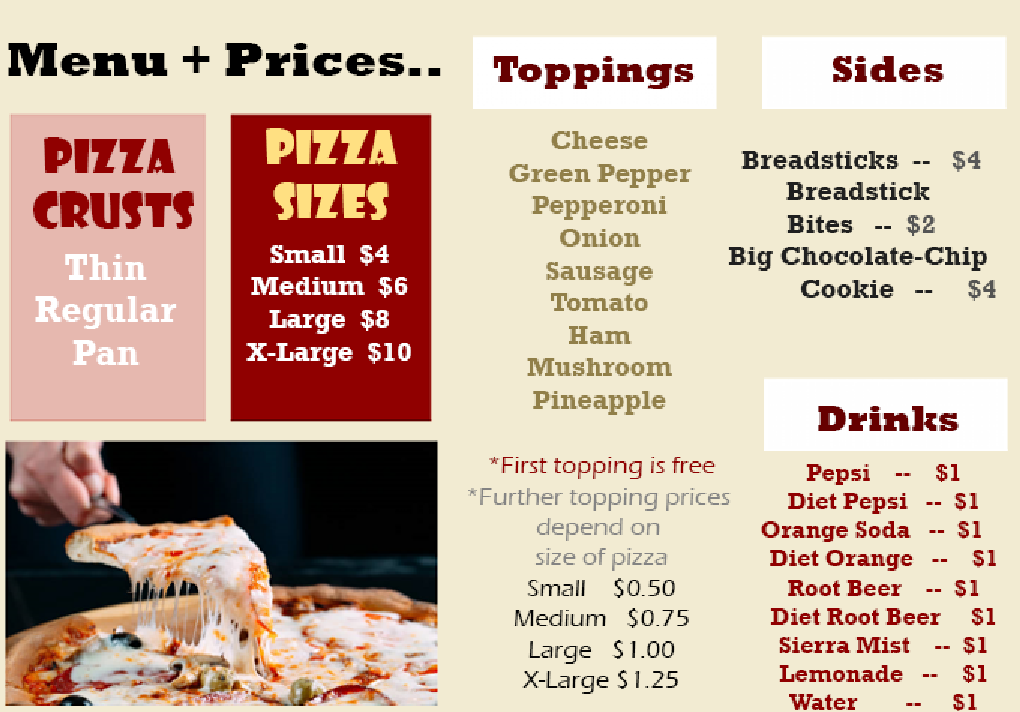 Menu + Prices..
PIZZA
CRUSTS
Thin
Regular
Pan
PIZZA
SIZES
Small $4
Medium $6
Large $8
X-Large $10
Toppings
Cheese
Green Pepper
Pepperoni
Onion
Sausage
Tomato
Ham
Mushroom
Pineapple
*First topping is free
*Further topping prices
depend on
size of pizza
Small $0.50
Medium $0.75
Large $1.00
X-Large $1.25
Sides
Breadsticks -- $4
Breadstick
Bites -- $2
Big Chocolate-Chip
Cookie -- $4
Drinks
Pepsi -- $1
Diet Pepsi -- $1
Orange Soda -- $1
Diet Orange -- $1
Root Beer -- $1
Diet Root Beer $1
Sierra Mist -- $1
Lemonade -- $1
Water -- $1